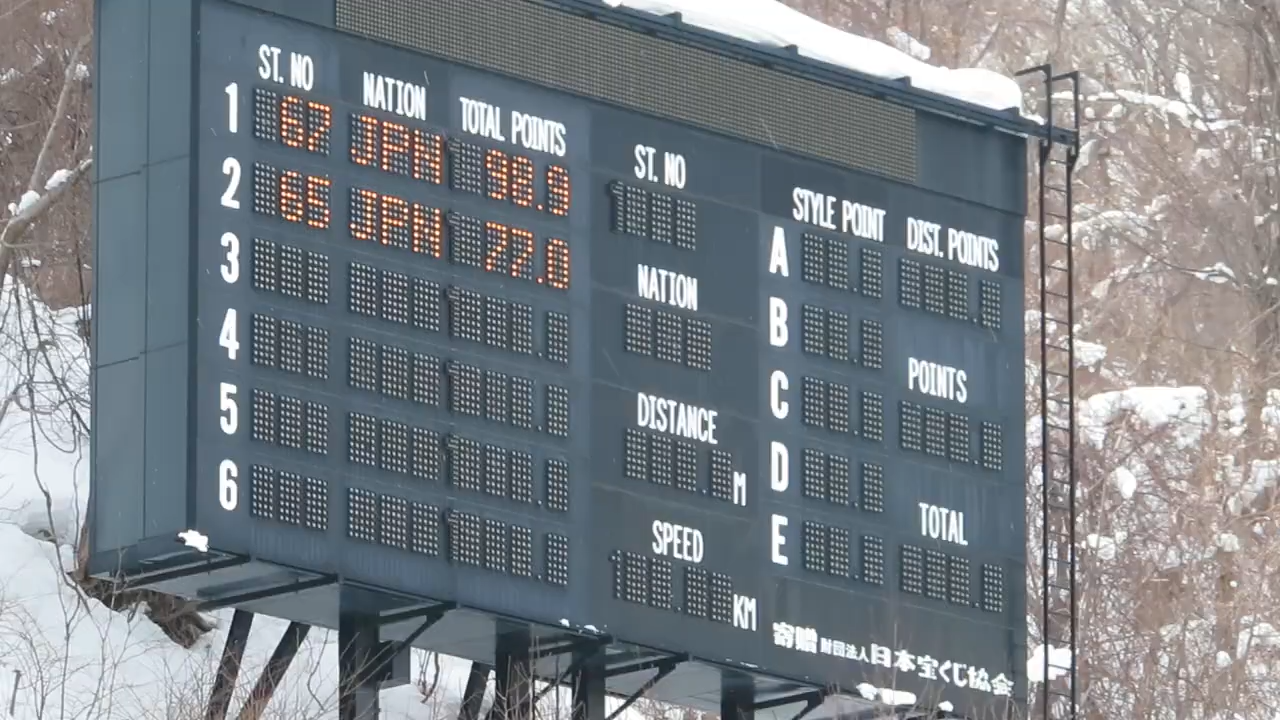 ST. NO NATION TOTAL POINTS
1 67 JPN 98.9
2 65 JPN 77.0
3
4
5
6
ST. NO
NATION
DISTANCE
M
SPEED
KM
STYLE POINT
A
B
C
D
E
DIST. POINTS
POINTS
TOTAL
寄贈 財団法人 日本宝くじ協会